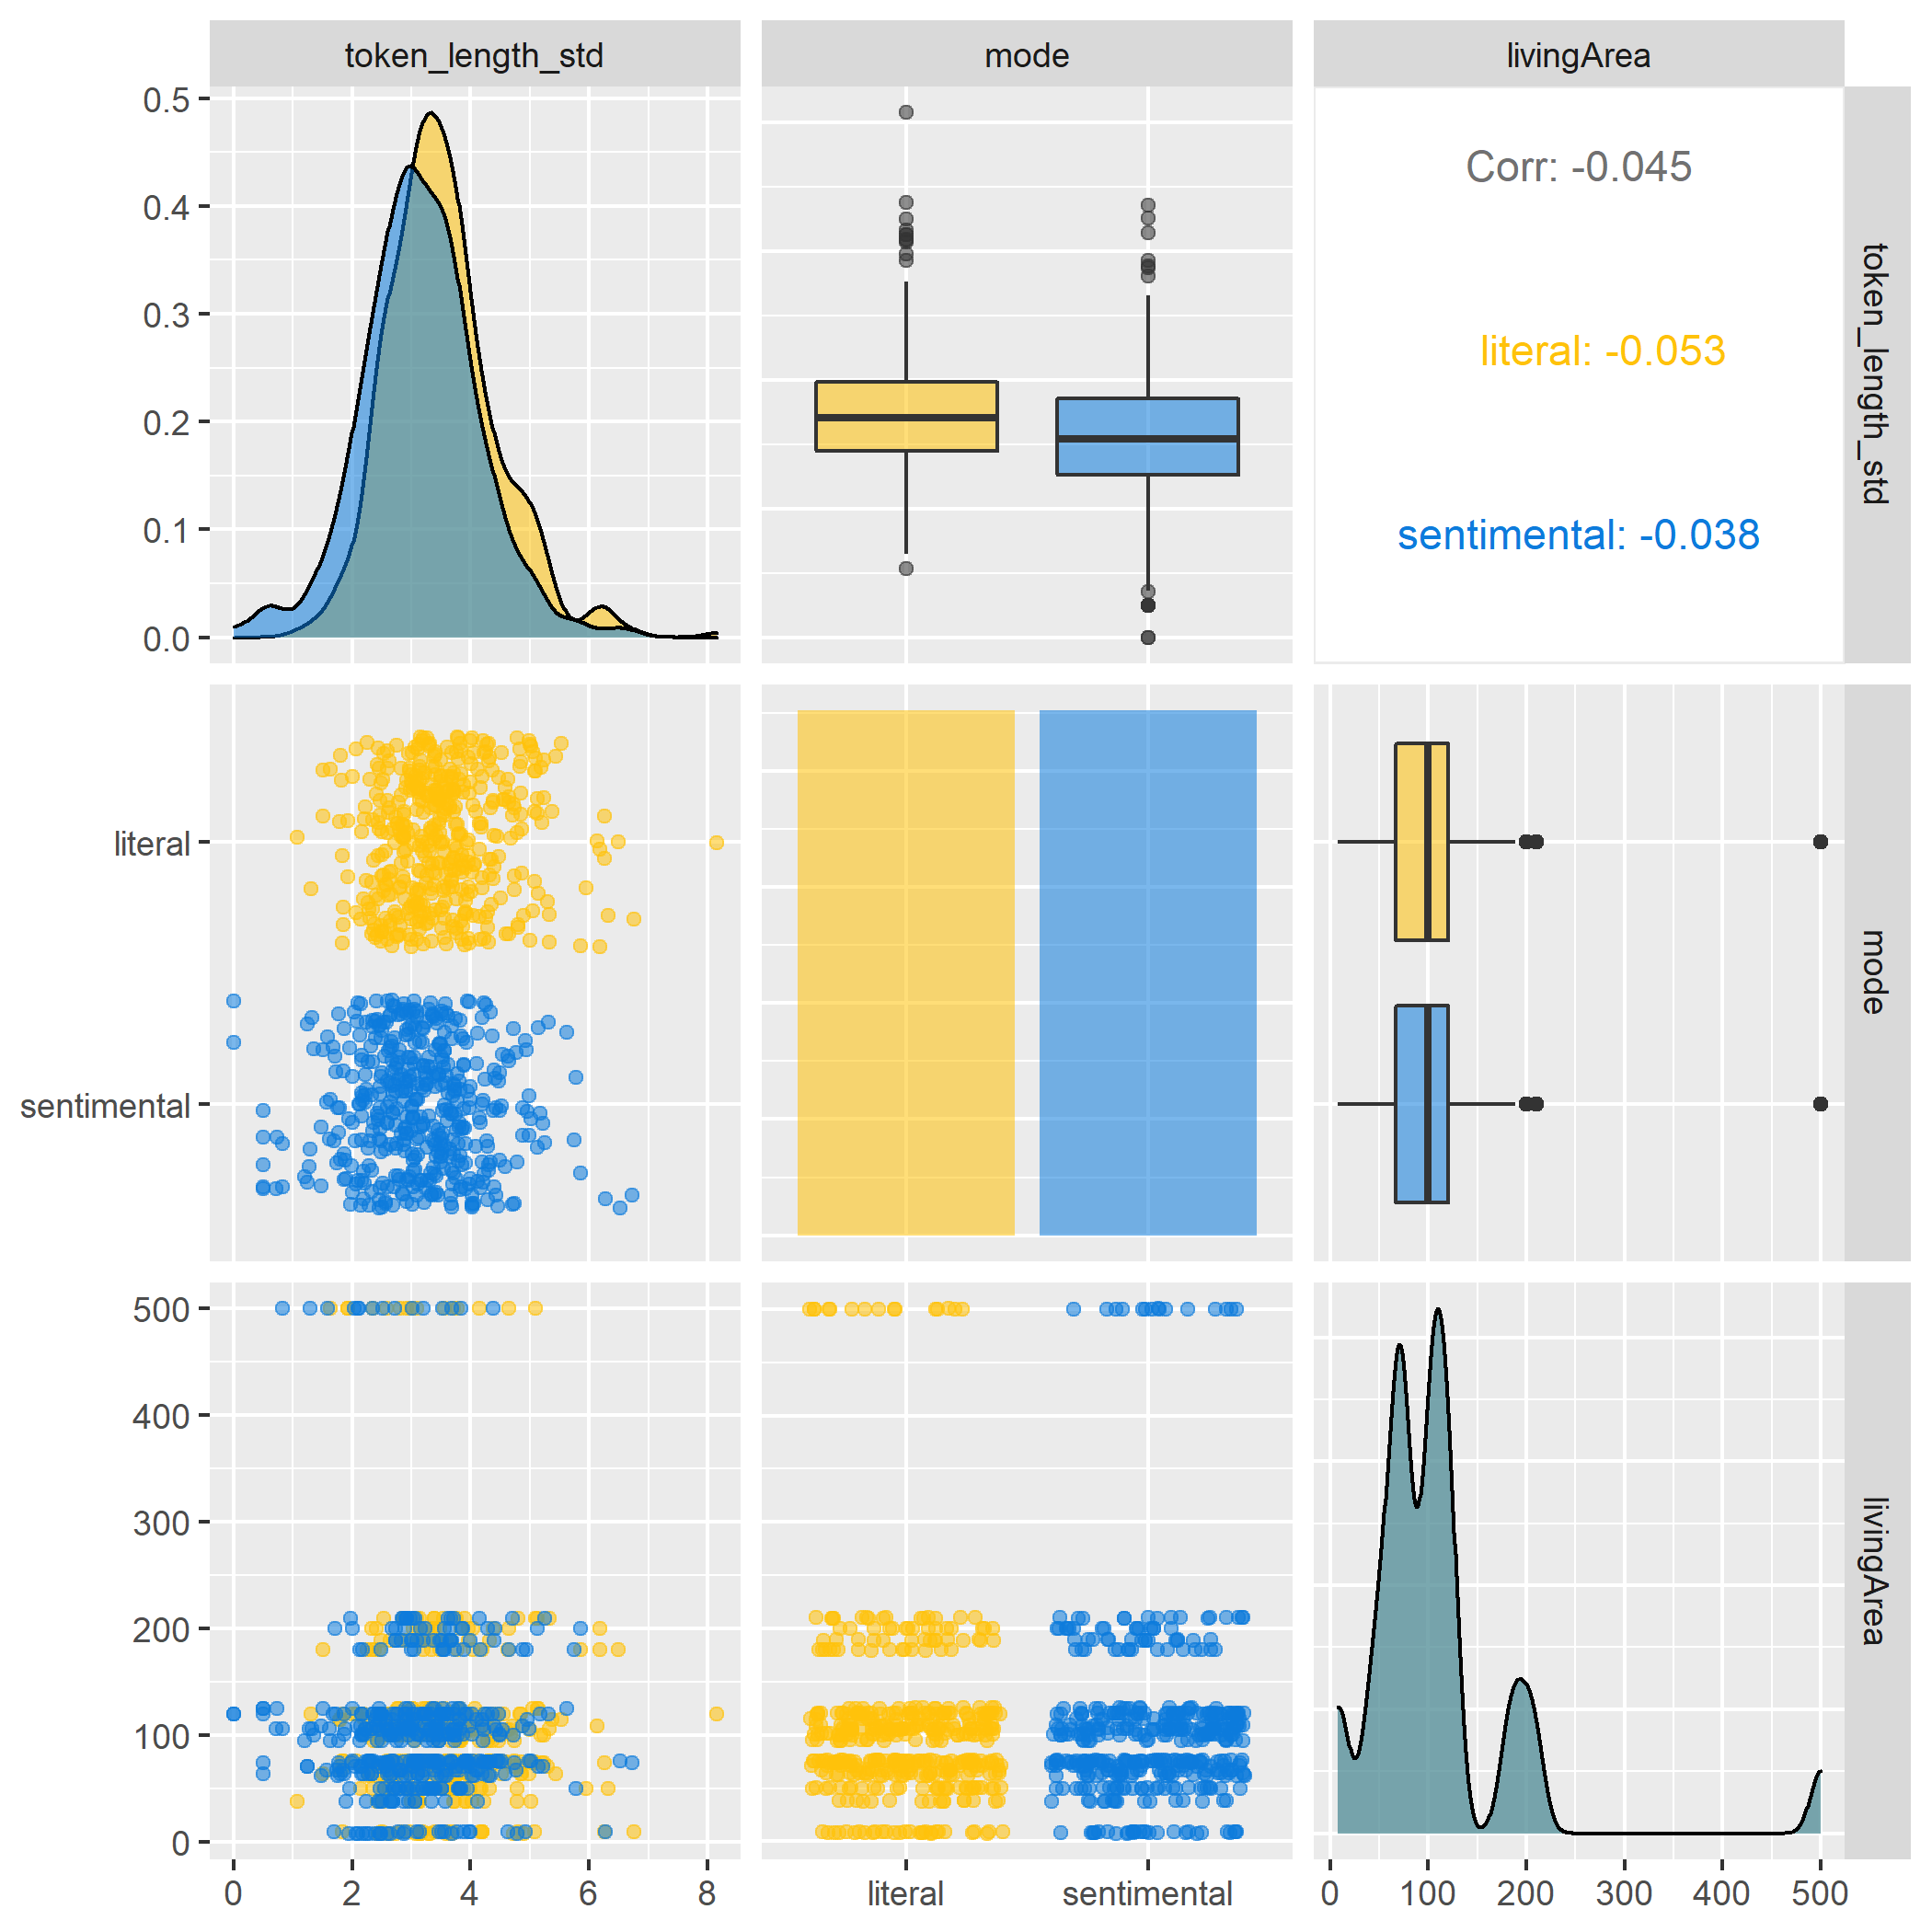 token_length_std
mode
livingArea
0.5
0.4
0.3
0.2
0.1
0.0
Corr: -0.045
literal: -0.053
sentimental: -0.038
token_length_std
literal
sentimental
mode
500
400
300
200
100
0
livingArea
0 2 4 6 8
literal sentimental
0 100 200 300 400 500